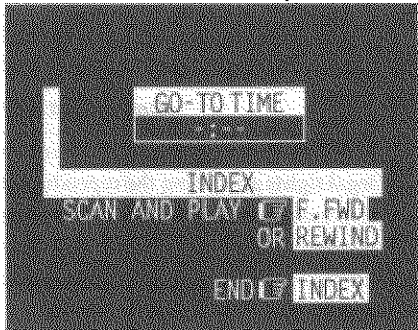 GO-TO TIME
-:--
INDEX
SCAN AND PLAY ☞ F.FWD
OR REWIND
END ☞ INDEX